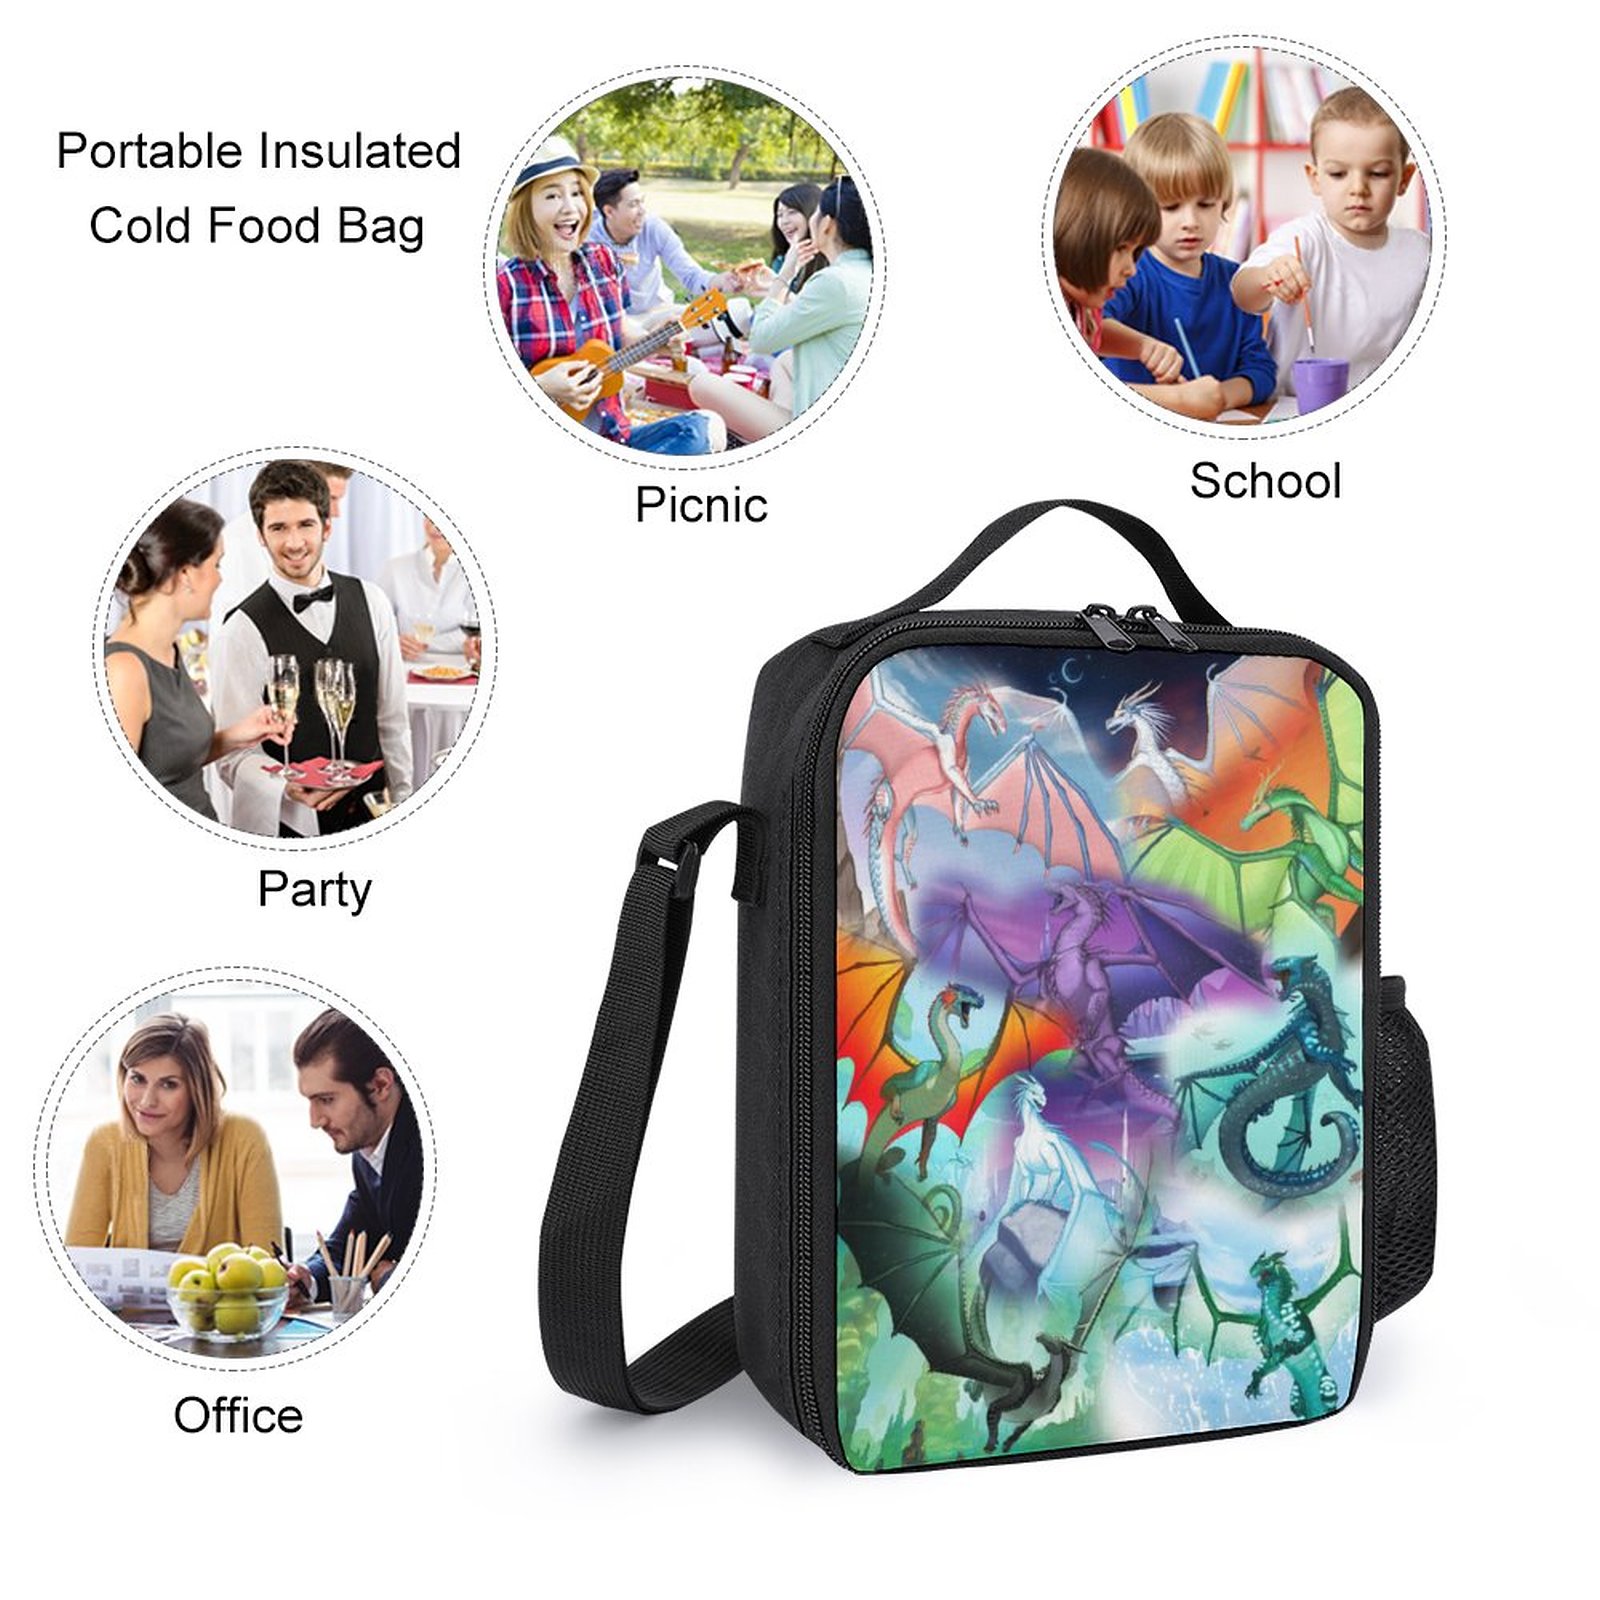 Portable Insulated
Cold Food Bag
Picnic
School
Party
Office